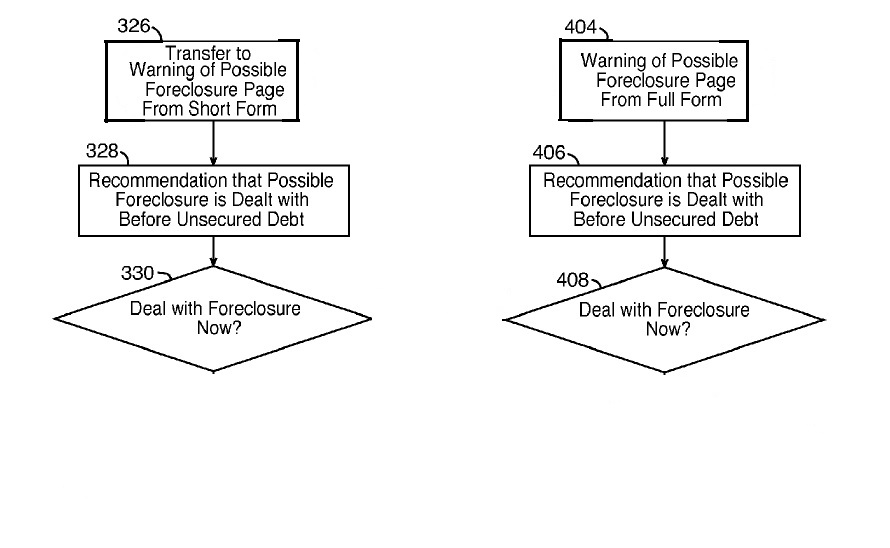 326
Transfer to
Warning of Possible
Foreclosure Page
From Short Form
328
Recommendation that Possible
Foreclosure is Dealt with
Before Unsecured Debt
330
Deal with Foreclosure
Now?
404
Warning of Possible
Foreclosure Page
From Full Form
406
Recommendation that Possible
Foreclosure is Dealt with
Before Unsecured Debt
408
Deal with Foreclosure
Now?